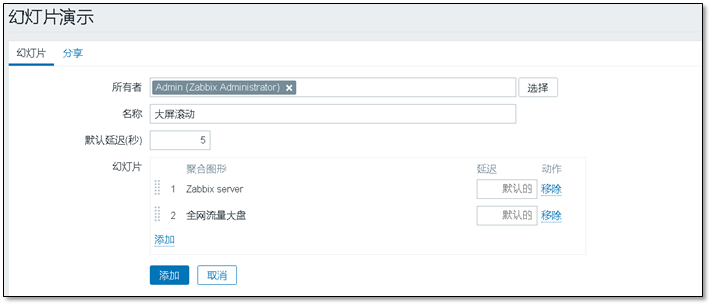 幻灯片演示
幻灯片 分享
所有者 Admin (Zabbix Administrator) 选择
名称 大屏滚动
默认延迟(秒) 5
幻灯片 聚合图形 延迟 动作
1 Zabbix server 默认的 移除
2 全网流量大盘 默认的 移除
添加
添加 取消